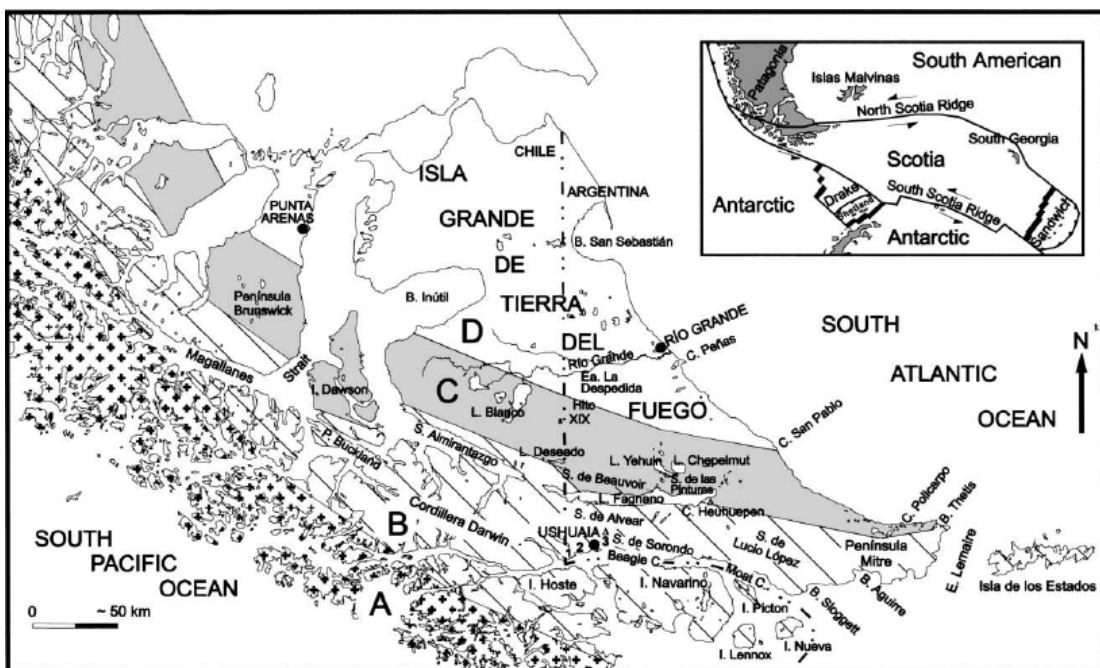 South American
Patagonia
Islas Malvinas
North Scotia Ridge
South Georgia
Scotia
South Scotia Ridge
Drake
Shetland
Sandwich
Antarctic
Antarctic
CHILE
ARGENTINA
ISLA
GRANDE
DE
TIERRA
DEL
FUEGO
PUNTA
ARENAS
B. San Sebastián
B. Inútil
Península
Brunswick
D
RÍO GRANDE
Río Grande
C. Peñas
SOUTH
ATLANTIC
OCEAN
N
Magallanes
Strait
I. Dawson
C
L. Blanco
Ea. La
Despedida
Hito
XIX
C. San Pablo
P. Buckland
S. Almirantazgo
L. Deseado
L. Yehuin
L. Chepelmut
S. de Beauvoir
S. de las
Pinturas
L. Fagnano
C. Heuhuepen
C. Policarpo
B. Thetis
B
Cordillera Darwin
S. de Alvear
USHUAIA
1 2 3
S. de Sorondo
Beagle C.
S. de
Lucio López
Península
Mitre
E. Lemaire
Isla de los Estados
SOUTH
PACIFIC
OCEAN
A
I. Hoste
I. Navarino
Moat C.
I. Picton
B. Sloggett
B. Aguirre
I. Lennox
I. Nueva
0 ~ 50 km